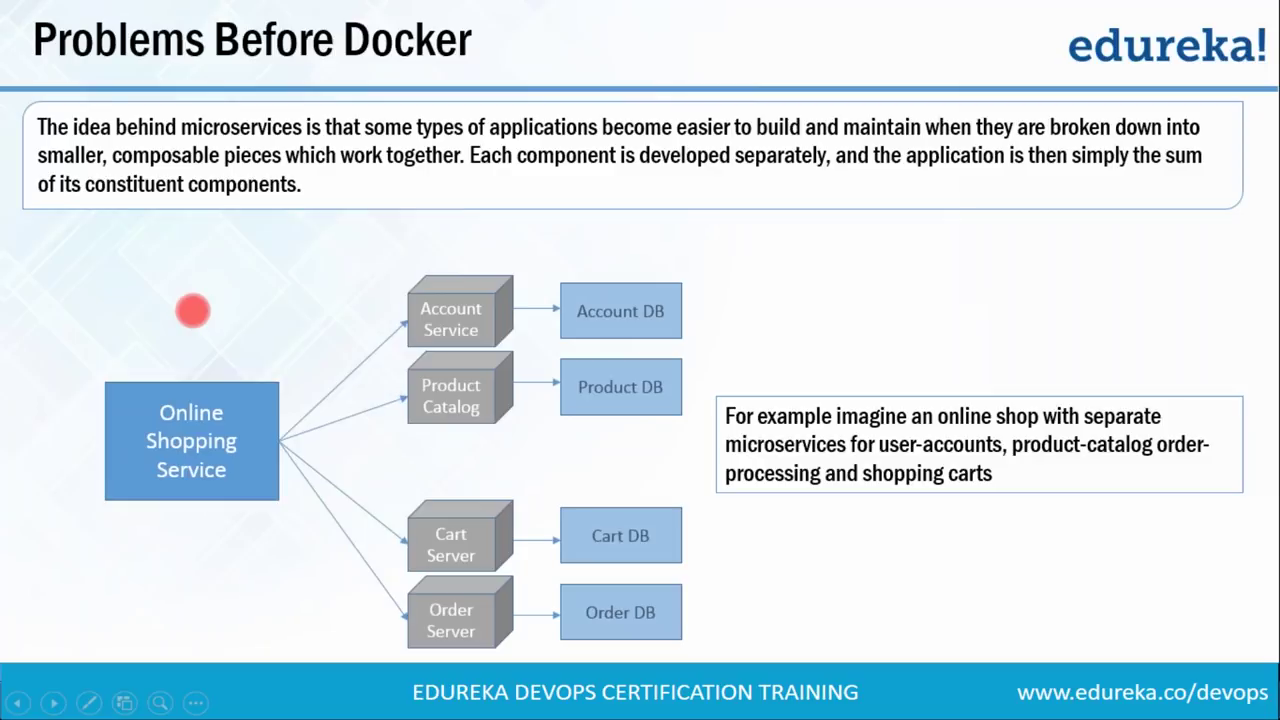 Problems Before Docker
edureka!
The idea behind microservices is that some types of applications become easier to build and maintain when they are broken down into
smaller, composable pieces which work together. Each component is developed separately, and the application is then simply the sum
of its constituent components.
Account
Service
Account DB
Product
Catalog
Product DB
Online
Shopping
Service
For example imagine an online shop with separate
microservices for user-accounts, product-catalog order-
processing and shopping carts
Cart
Server
Cart DB
Order
Server
Order DB
EDUREKA DEVOPS CERTIFICATION TRAINING
www.edureka.co/devops